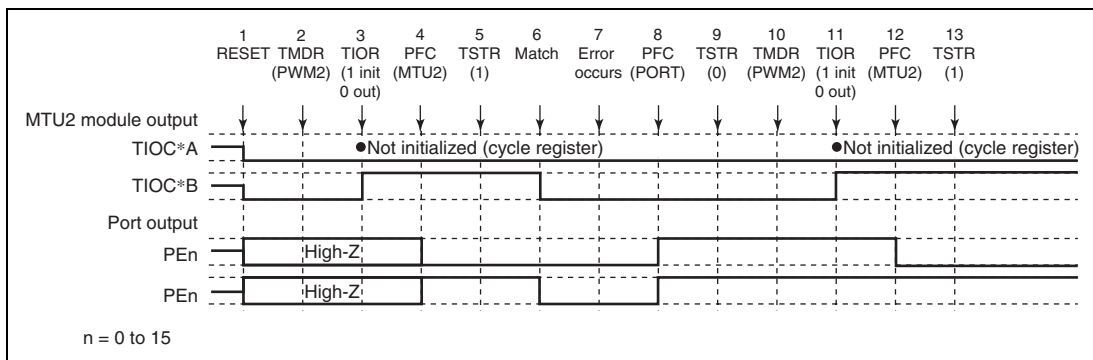 1 2 3 4 5 6 7 8 9 10 11 12 13
RESET TMDR TIOR PFC TSTR Match Error PFC TSTR TMDR TIOR PFC TSTR
(PWM2) (1 init (MTU2) (1) occurs (PORT) (0) (PWM2) (1 init (MTU2) (1)
0 out) 0 out)
MTU2 module output
TIOC*A ●Not initialized (cycle register) ●Not initialized (cycle register)
TIOC*B
Port output
PEn High-Z
PEn High-Z
n = 0 to 15